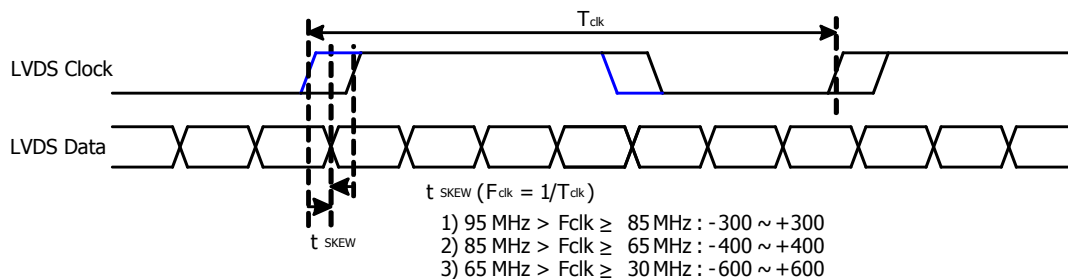 Tclk
LVDS Clock
LVDS Data
t SKEW (Fclk = 1/Tclk)
t SKEW
1) 95 MHz > Fclk ≥ 85 MHz : -300 ~ +300
2) 85 MHz > Fclk ≥ 65 MHz : -400 ~ +400
3) 65 MHz > Fclk ≥ 30 MHz : -600 ~ +600